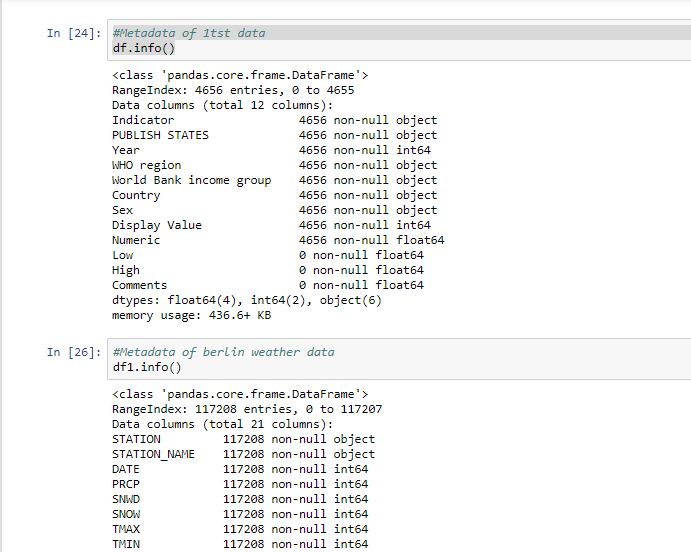 In [24]: #Metadata of 1tst data
df.info()
<class 'pandas.core.frame.DataFrame'>
RangeIndex: 4656 entries, 0 to 4655
Data columns (total 12 columns):
Indicator 4656 non-null object
PUBLISH STATES 4656 non-null object
Year 4656 non-null int64
WHO region 4656 non-null object
World Bank income group 4656 non-null object
Country 4656 non-null object
Sex 4656 non-null object
Display Value 4656 non-null int64
Numeric 4656 non-null float64
Low 0 non-null float64
High 0 non-null float64
Comments 0 non-null float64
dtypes: float64(4), int64(2), object(6)
memory usage: 436.6+ KB
In [26]: #Metadata of berlin weather data
df1.info()
<class 'pandas.core.frame.DataFrame'>
RangeIndex: 117208 entries, 0 to 117207
Data columns (total 21 columns):
STATION 117208 non-null object
STATION_NAME 117208 non-null object
DATE 117208 non-null int64
PRCP 117208 non-null int64
SNWD 117208 non-null int64
SNOW 117208 non-null int64
TMAX 117208 non-null int64
TMIN 117208 non-null int64